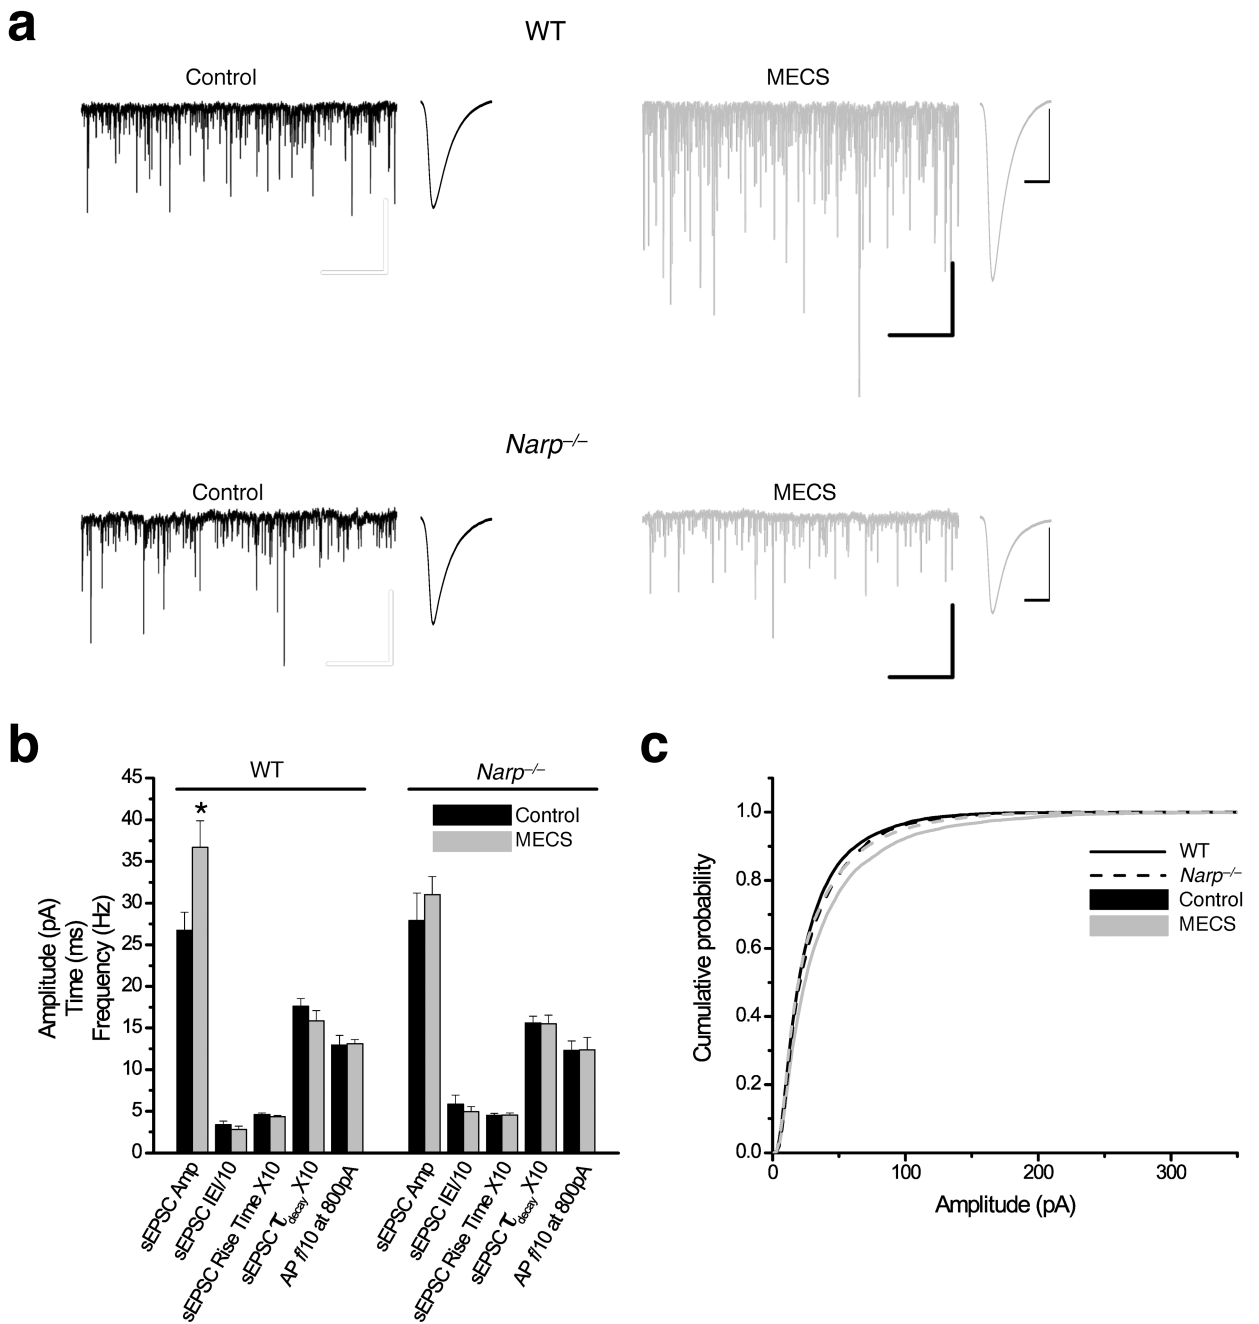 a
WT
Control
MECS
Narp–/–
Control
MECS
b
WT
Narp–/–
Control
MECS
Amplitude (pA)
Time (ms)
Frequency (Hz)
45
40
35
30
25
20
15
10
5
0
sEPSC Amp
sEPSC IEI/10
sEPSC Rise Time X10
sEPSC τdecay X10
AP f/10 at 800pA
sEPSC Amp
sEPSC IEI/10
sEPSC Rise Time X10
sEPSC τdecay X10
AP f/10 at 800pA
*
c
Cumulative probability
1.0
0.8
0.6
0.4
0.2
0.0
0
100
200
300
Amplitude (pA)
WT
Narp–/–
Control
MECS